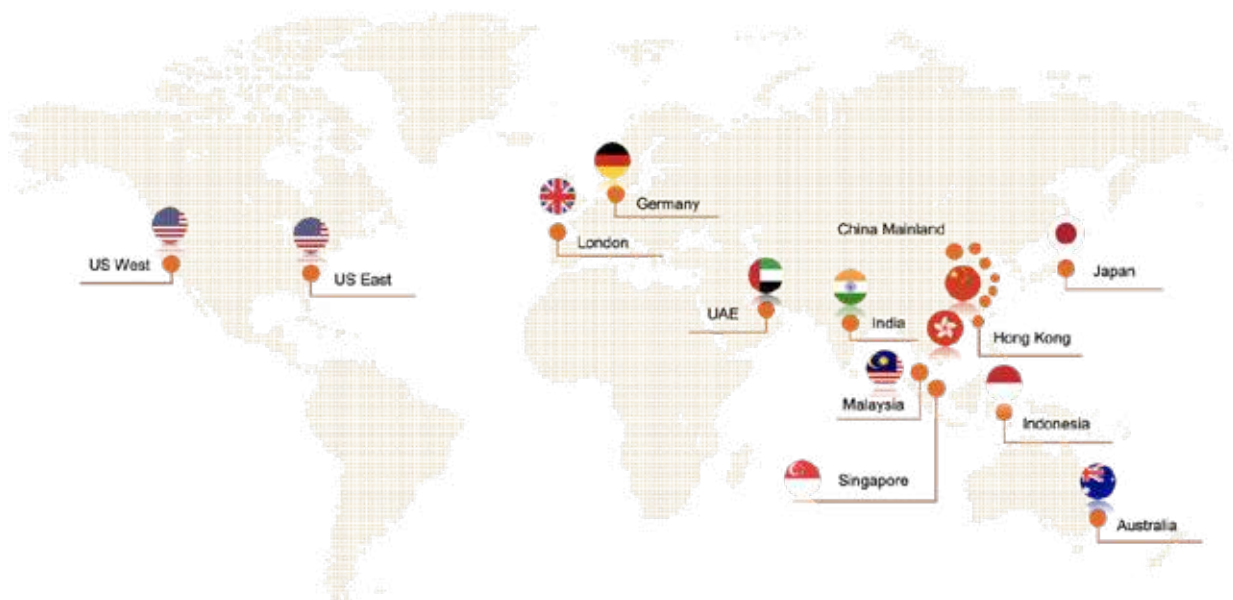 Germany
London
China Mainland
US West
US East
Japan
UAE
India
Hong Kong
Malaysia
Indonesia
Singapore
Australia